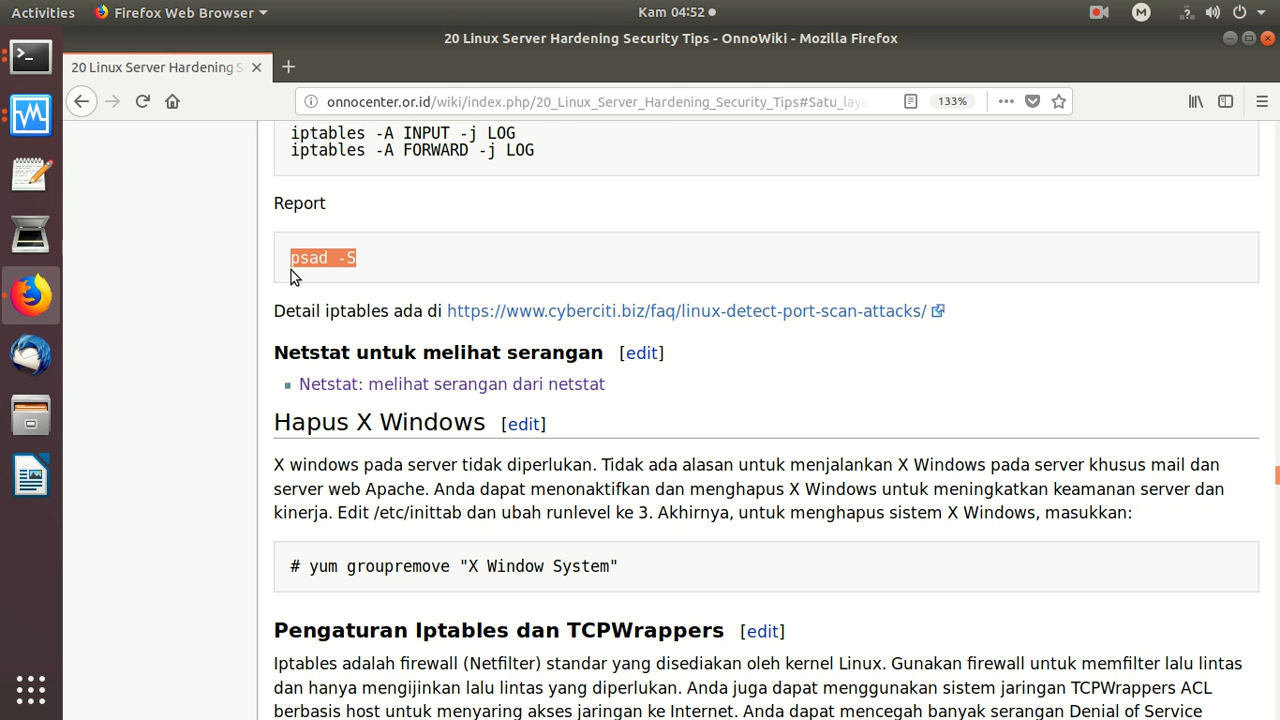 Activities
Firefox Web Browser
Kam 04:52
M
20 Linux Server Hardening Security Tips - OnnoWiki - Mozilla Firefox
20 Linux Server Hardening S
onnocenter.or.id/wiki/index.php/20_Linux_Server_Hardening_Security_Tips#Satu_laya
133%
iptables -A INPUT -j LOG
iptables -A FORWARD -j LOG
Report
psad -S
Detail iptables ada di https://www.cyberciti.biz/faq/linux-detect-port-scan-attacks/
Netstat untuk melihat serangan [edit]
Netstat: melihat serangan dari netstat
Hapus X Windows [edit]
X windows pada server tidak diperlukan. Tidak ada alasan untuk menjalankan X Windows pada server khusus mail dan
server web Apache. Anda dapat menonaktifkan dan menghapus X Windows untuk meningkatkan keamanan server dan
kinerja. Edit /etc/inittab dan ubah runlevel ke 3. Akhirnya, untuk menghapus sistem X Windows, masukkan:
# yum groupremove "X Window System"
Pengaturan Iptables dan TCPWrappers [edit]
Iptables adalah firewall (Netfilter) standar yang disediakan oleh kernel Linux. Gunakan firewall untuk memfilter lalu lintas
dan hanya mengijinkan lalu lintas yang diperlukan. Anda juga dapat menggunakan sistem jaringan TCPWrappers ACL
berbasis host untuk menyaring akses jaringan ke Internet. Anda dapat mencegah banyak serangan Denial of Service